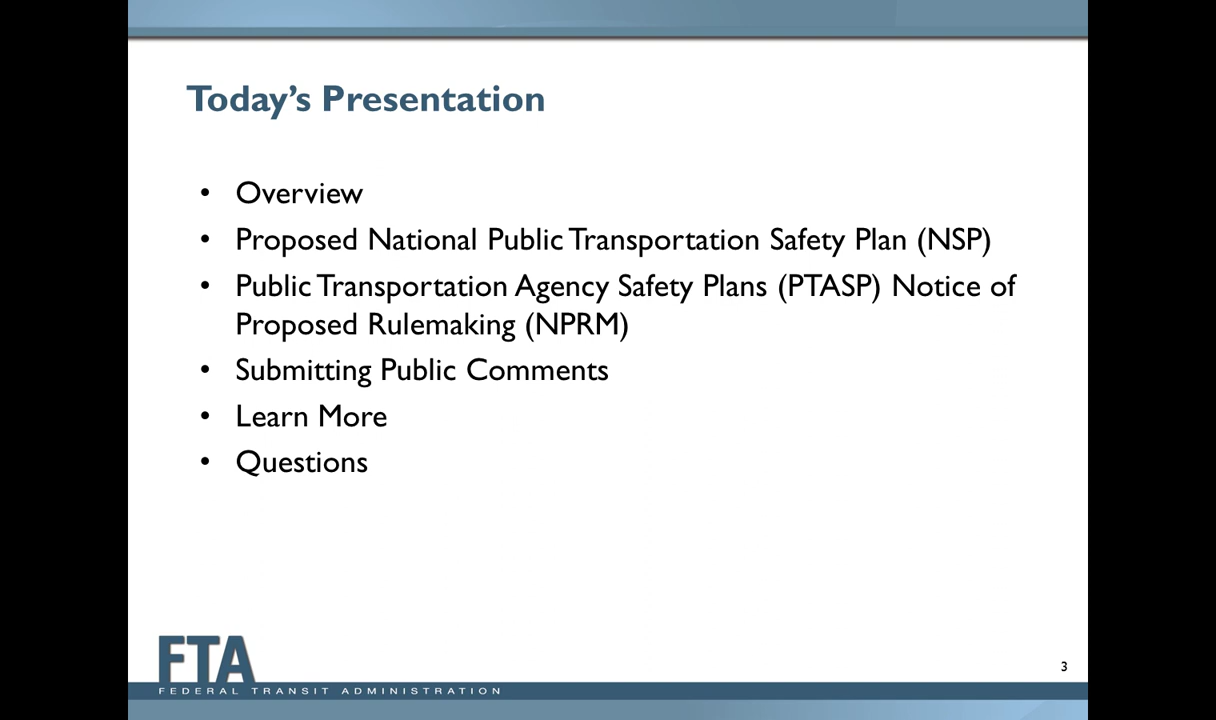 Today's Presentation
• Overview
• Proposed National Public Transportation Safety Plan (NSP)
• Public Transportation Agency Safety Plans (PTASP) Notice of
Proposed Rulemaking (NPRM)
• Submitting Public Comments
• Learn More
• Questions
FTA
FEDERAL TRANSIT ADMINISTRATION
3